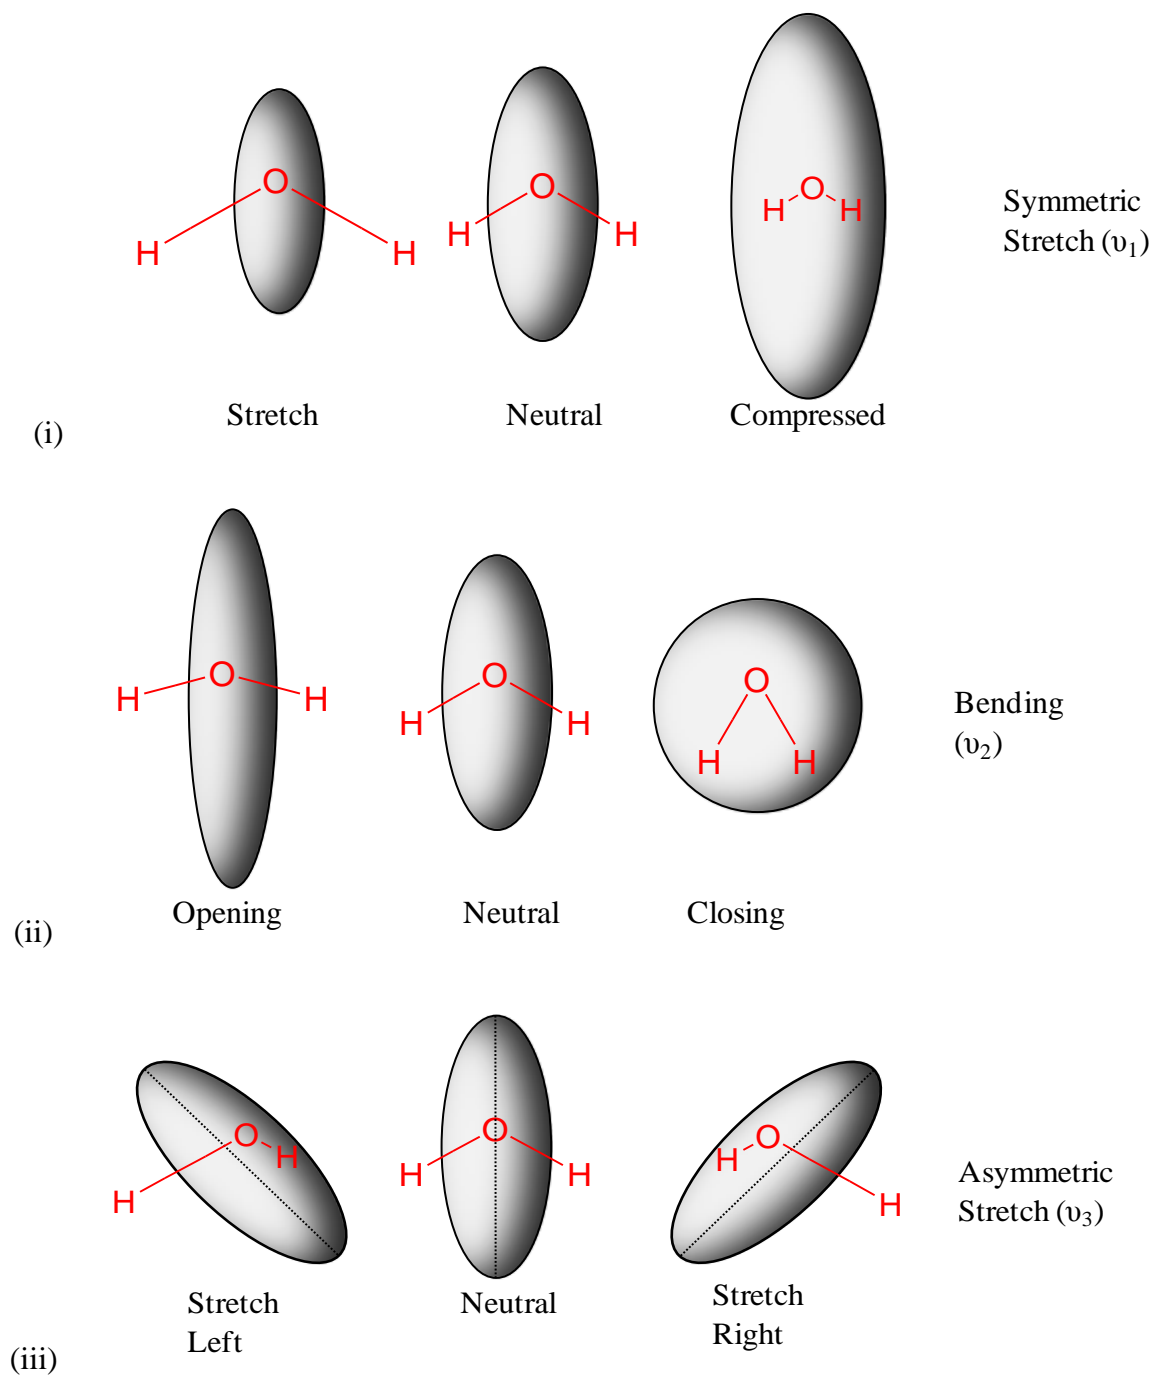 O H H
O H H
O H H
Symmetric
Stretch (υ₁)
Stretch
Neutral
Compressed
(i)
O H H
O H H
O H H
Bending
(υ₂)
Opening
Neutral
Closing
(ii)
O H H
O H H
O H H
Asymmetric
Stretch (υ₃)
Stretch
Left
Neutral
Stretch
Right
(iii)